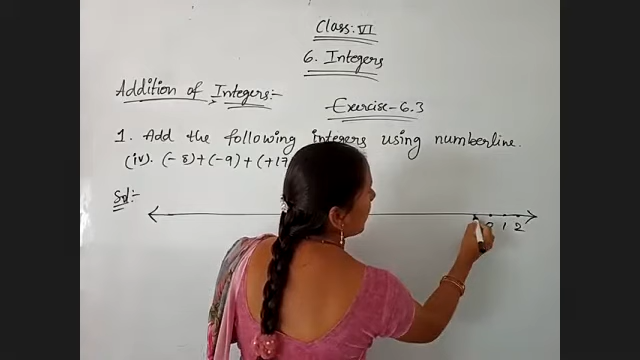 Class: VI
6. Integers
Addition of Integers:-
Exercise-6.3
1. Add the following integers using numberline.
(iv). (-8)+(-9)+(+17
Sol:-
0 1 2